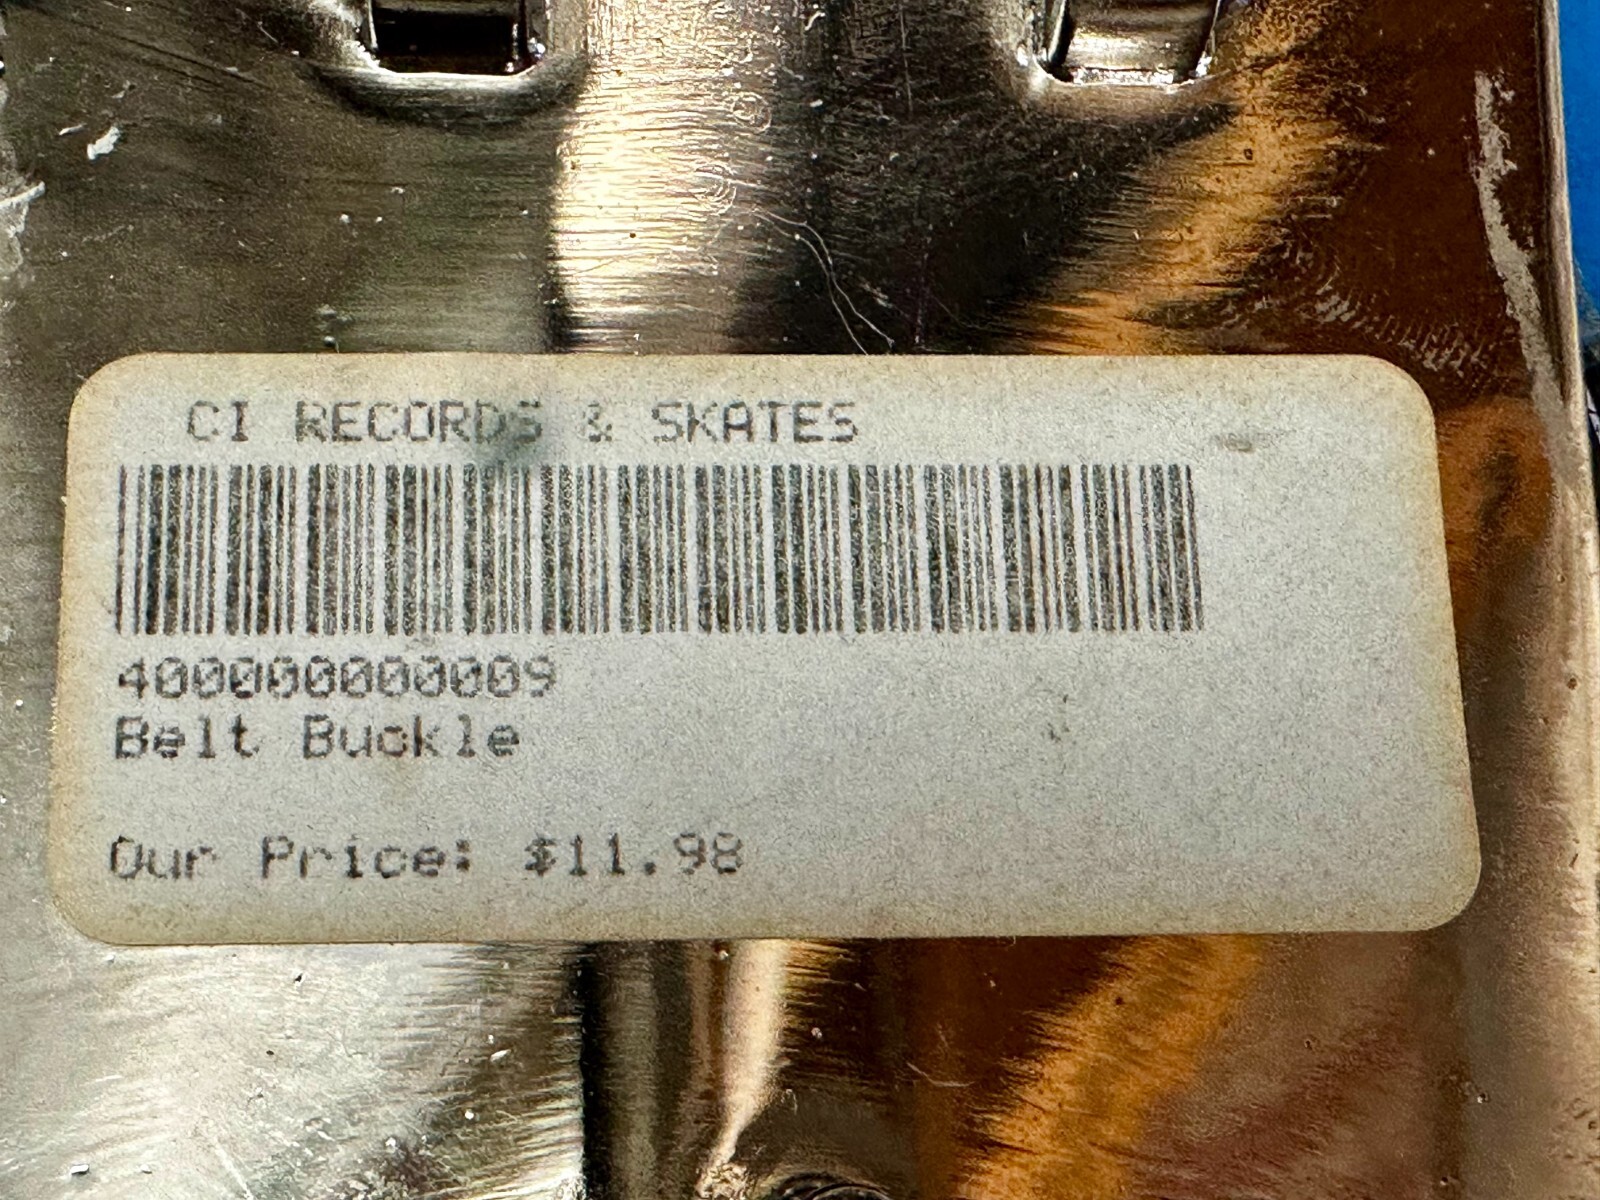 CI RECORDS & SKATES
400000000009
Belt Buckle
Our Price: $11.98